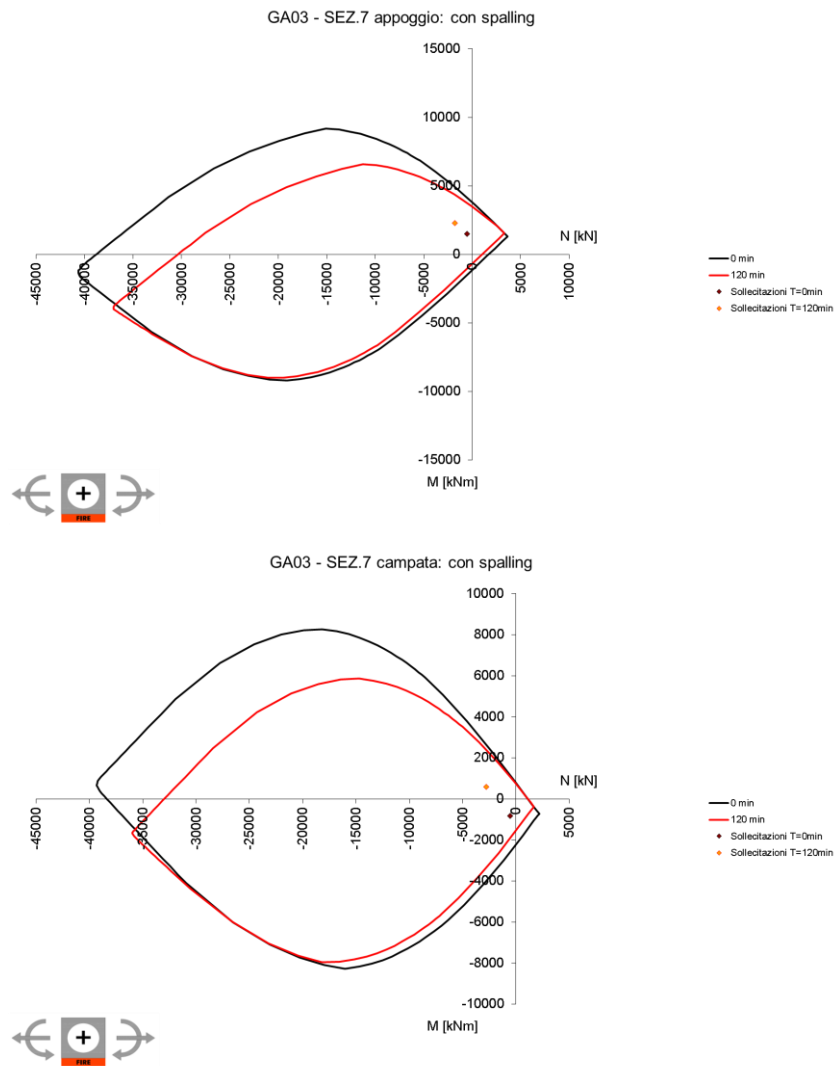 GA03 - SEZ.7 appoggio: con spalling
15000
10000
5000
0
-5000
-10000
-15000
-45000
-40000
-35000
-30000
-25000
-20000
-15000
-10000
-5000
0
5000
10000
N [kN]
M [kNm]
0 min
120 min
Sollecitazioni T=0min
Sollecitazioni T=120min
+
FIRE
GA03 - SEZ.7 campata: con spalling
10000
8000
6000
4000
2000
0
-2000
-4000
-6000
-8000
-10000
-45000
-40000
-35000
-30000
-25000
-20000
-15000
-10000
-5000
0
5000
N [kN]
M [kNm]
0 min
120 min
Sollecitazioni T=0min
Sollecitazioni T=120min
+
FIRE